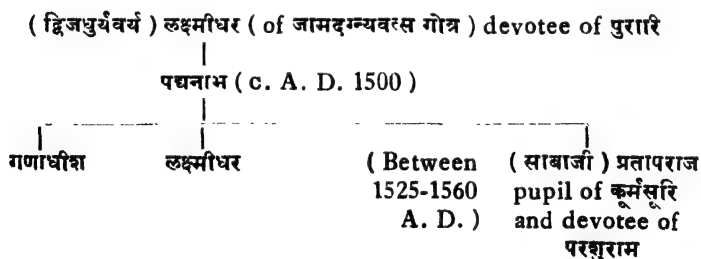 ( द्विजधुर्यवर्य ) लक्ष्मीधर ( of जामदग्न्यवत्स गोत्र ) devotee of पुरारि
पद्मनाभ ( c. A. D. 1500 )
गणाधीश लक्ष्मीधर ( Between ( साबाजी ) प्रतापराज
1525-1560 pupil of कूर्मसूरि
A. D. ) and devotee of
परशुराम